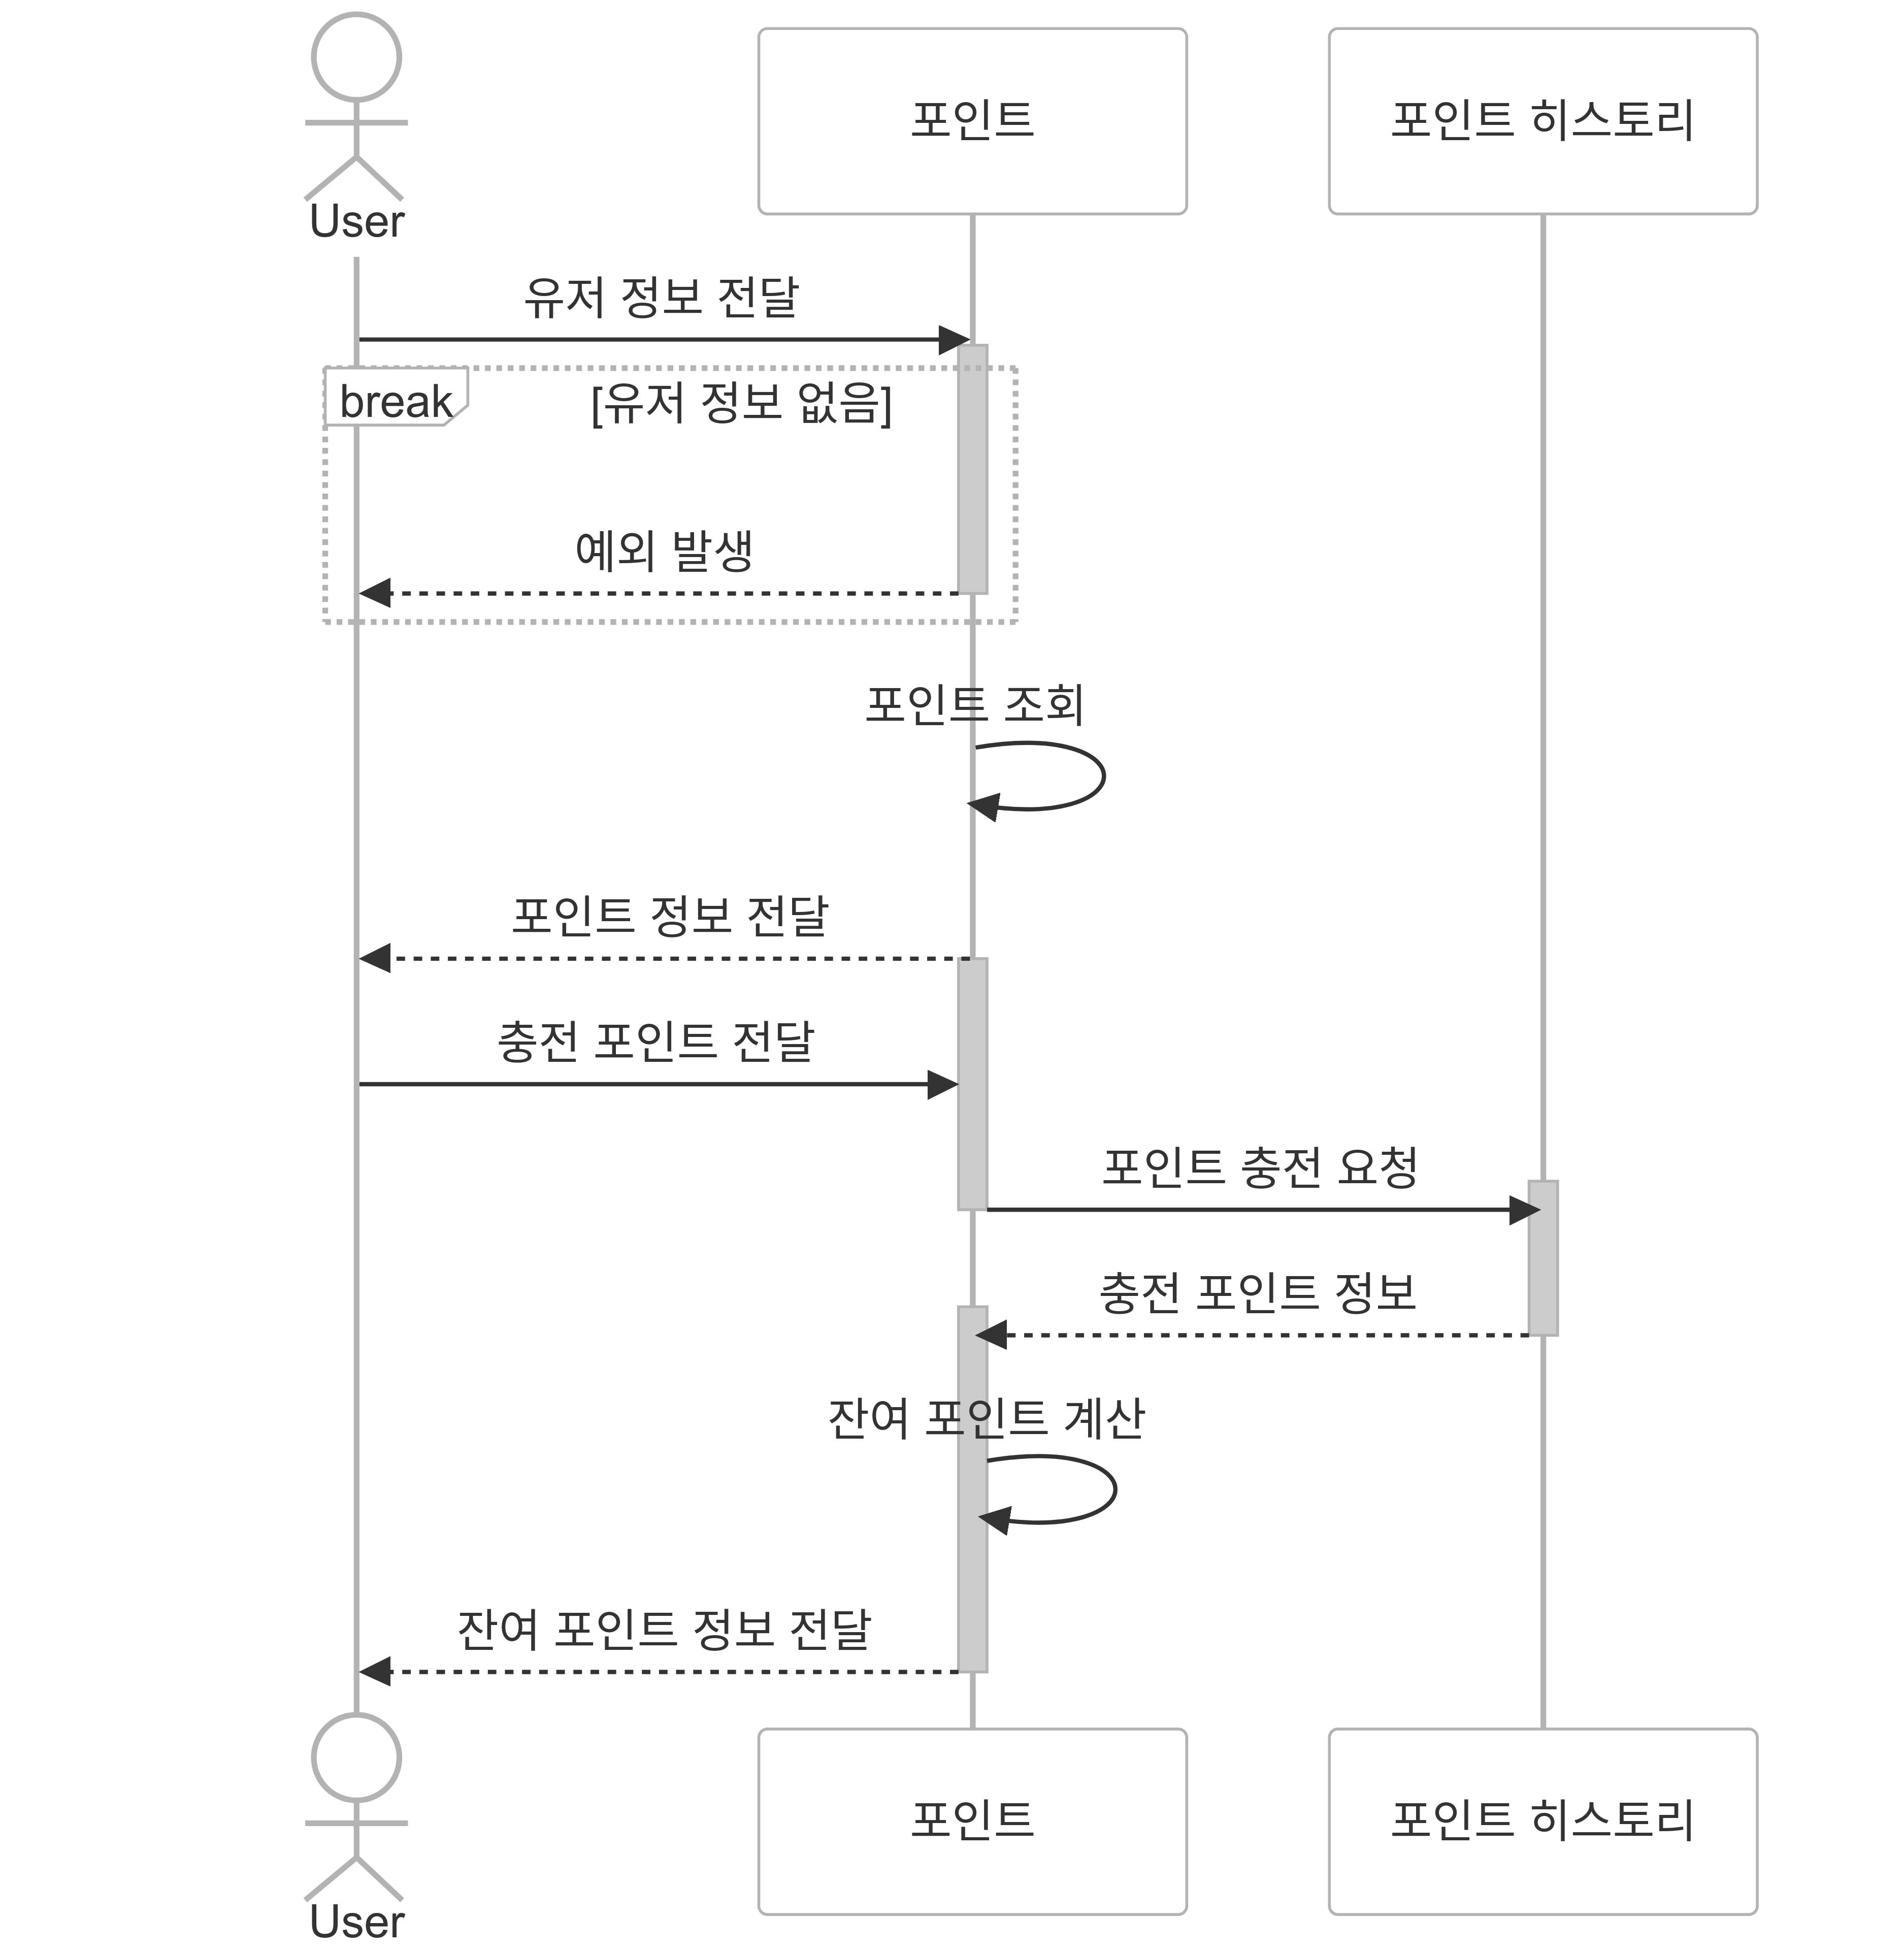 User
포인트
포인트 히스토리
유저 정보 전달
break
[유저 정보 없음]
예외 발생
포인트 조회
포인트 정보 전달
충전 포인트 전달
포인트 충전 요청
충전 포인트 정보
잔여 포인트 계산
잔여 포인트 정보 전달
User
포인트
포인트 히스토리